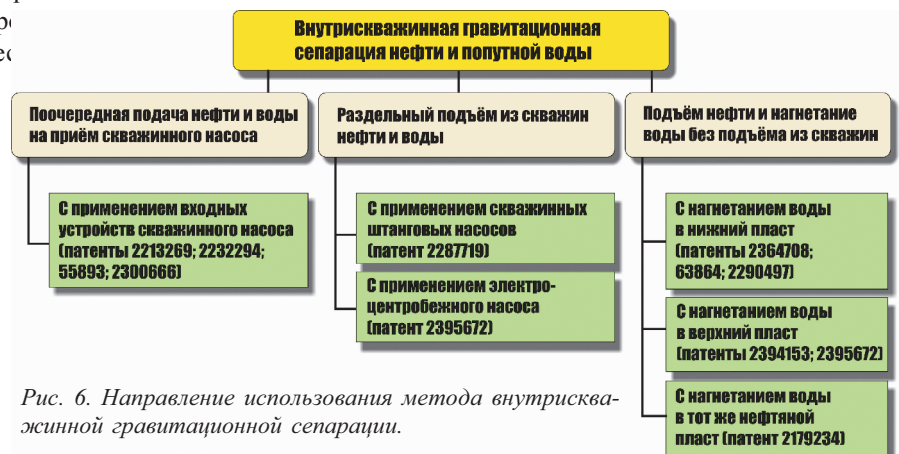 Внутрискважинная гравитационная
сепарация нефти и попутной воды
Поочередная подача нефти и воды
на приём скважинного насоса
Раздельный подъём из скважин
нефти и воды
Подъём нефти и нагнетание
воды без подъёма из скважин
С применением входных
устройств скважинного насоса
(патенты 2213269; 2232294;
55893; 2300666)
С применением скважинных
штанговых насосов
(патент 2287719)
С применением электро-
центробежного насоса
(патент 2395672)
С нагнетанием воды
в нижний пласт
(патенты 2364708;
63864; 2290497)
С нагнетанием воды
в верхний пласт
(патенты 2394153; 2395672)
С нагнетанием воды
в тот же нефтяной
пласт (патент 2179234)
Рис. 6. Направление использования метода внутрисква-
жинной гравитационной сепарации.